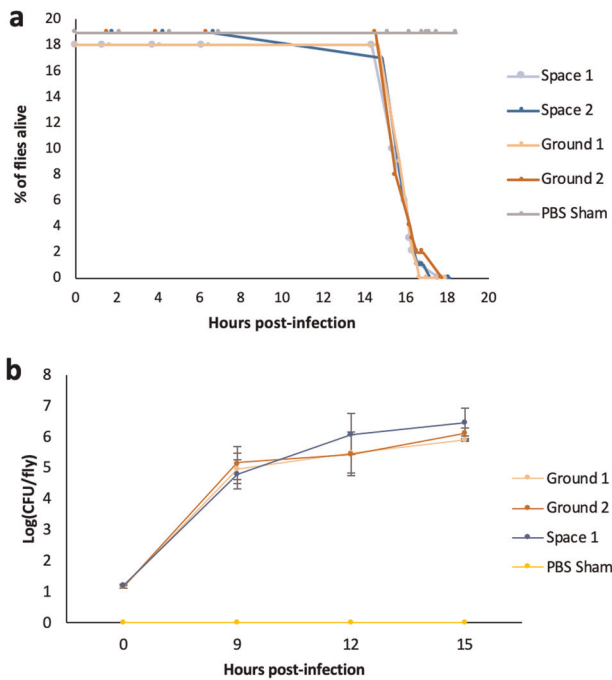 a
20
18
16
14
12
10
8
6
4
2
0
% of flies alive
0 2 4 6 8 10 12 14 16 18 20
Hours post-infection
Space 1
Space 2
Ground 1
Ground 2
PBS Sham
b
8
7
6
5
4
3
2
1
0
Log(CFU/fly)
0 9 12 15
Hours post-infection
Ground 1
Ground 2
Space 1
PBS Sham